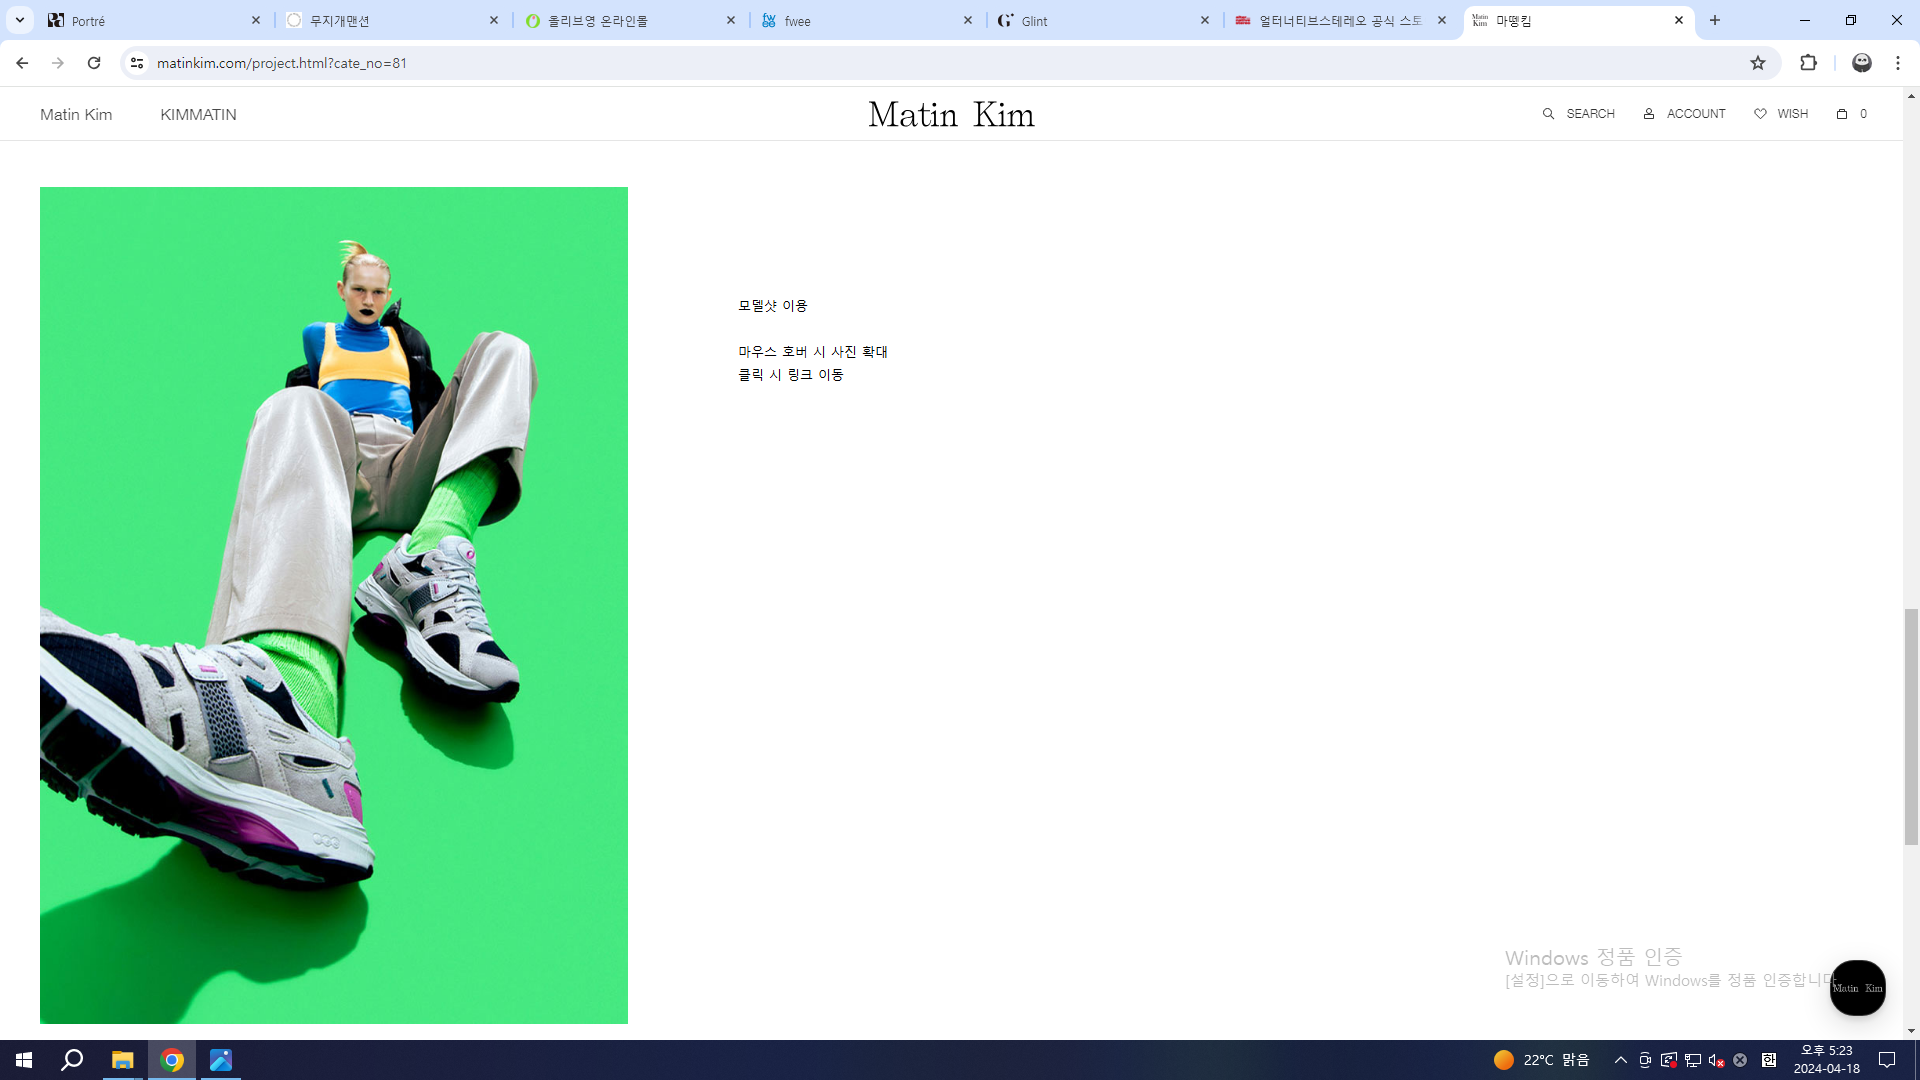 Portré
무지개맨션
올리브영 온라인몰
fwee
Glint
얼터너티브스테레오 공식 스토
마뗑킴
matinkim.com/project.html?cate_no=81
Matin Kim
KIMMATIN
Matin Kim
SEARCH
ACCOUNT
WISH
0
모델샷 이용
마우스 호버 시 사진 확대
클릭 시 링크 이동
Windows 정품 인증
[설정]으로 이동하여 Windows를 정품 인증합니다
Matin Kim
22°C 맑음
한
오후 5:23
2024-04-18